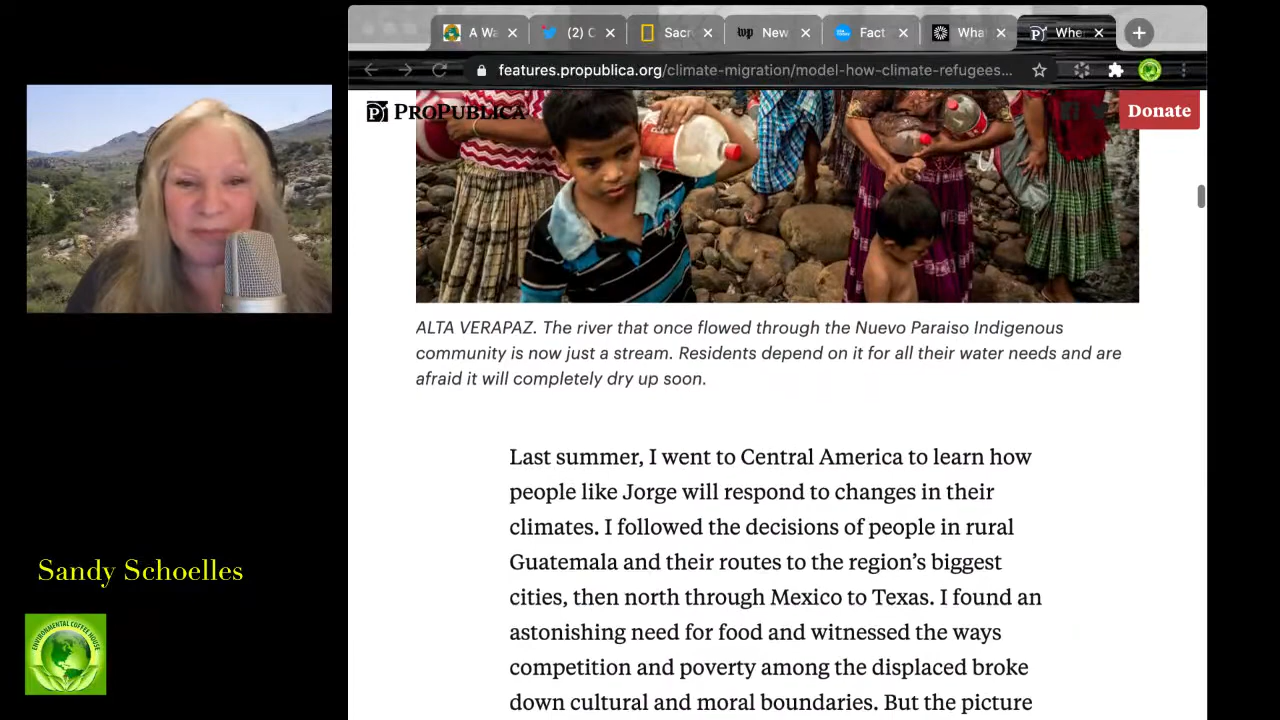 A Wa
(2) C
Sacr
wp New
Fact
Wha
Whe
features.propublica.org/climate-migration/model-how-climate-refugees...
PROPUBLICA
Donate
ALTA VERAPAZ. The river that once flowed through the Nuevo Paraiso Indigenous
community is now just a stream. Residents depend on it for all their water needs and are
afraid it will completely dry up soon.
Last summer, I went to Central America to learn how
people like Jorge will respond to changes in their
climates. I followed the decisions of people in rural
Guatemala and their routes to the region’s biggest
cities, then north through Mexico to Texas. I found an
astonishing need for food and witnessed the ways
competition and poverty among the displaced broke
down cultural and moral boundaries. But the picture
Sandy Schoelles
ENVIRONMENTAL COFFEE HOUSE